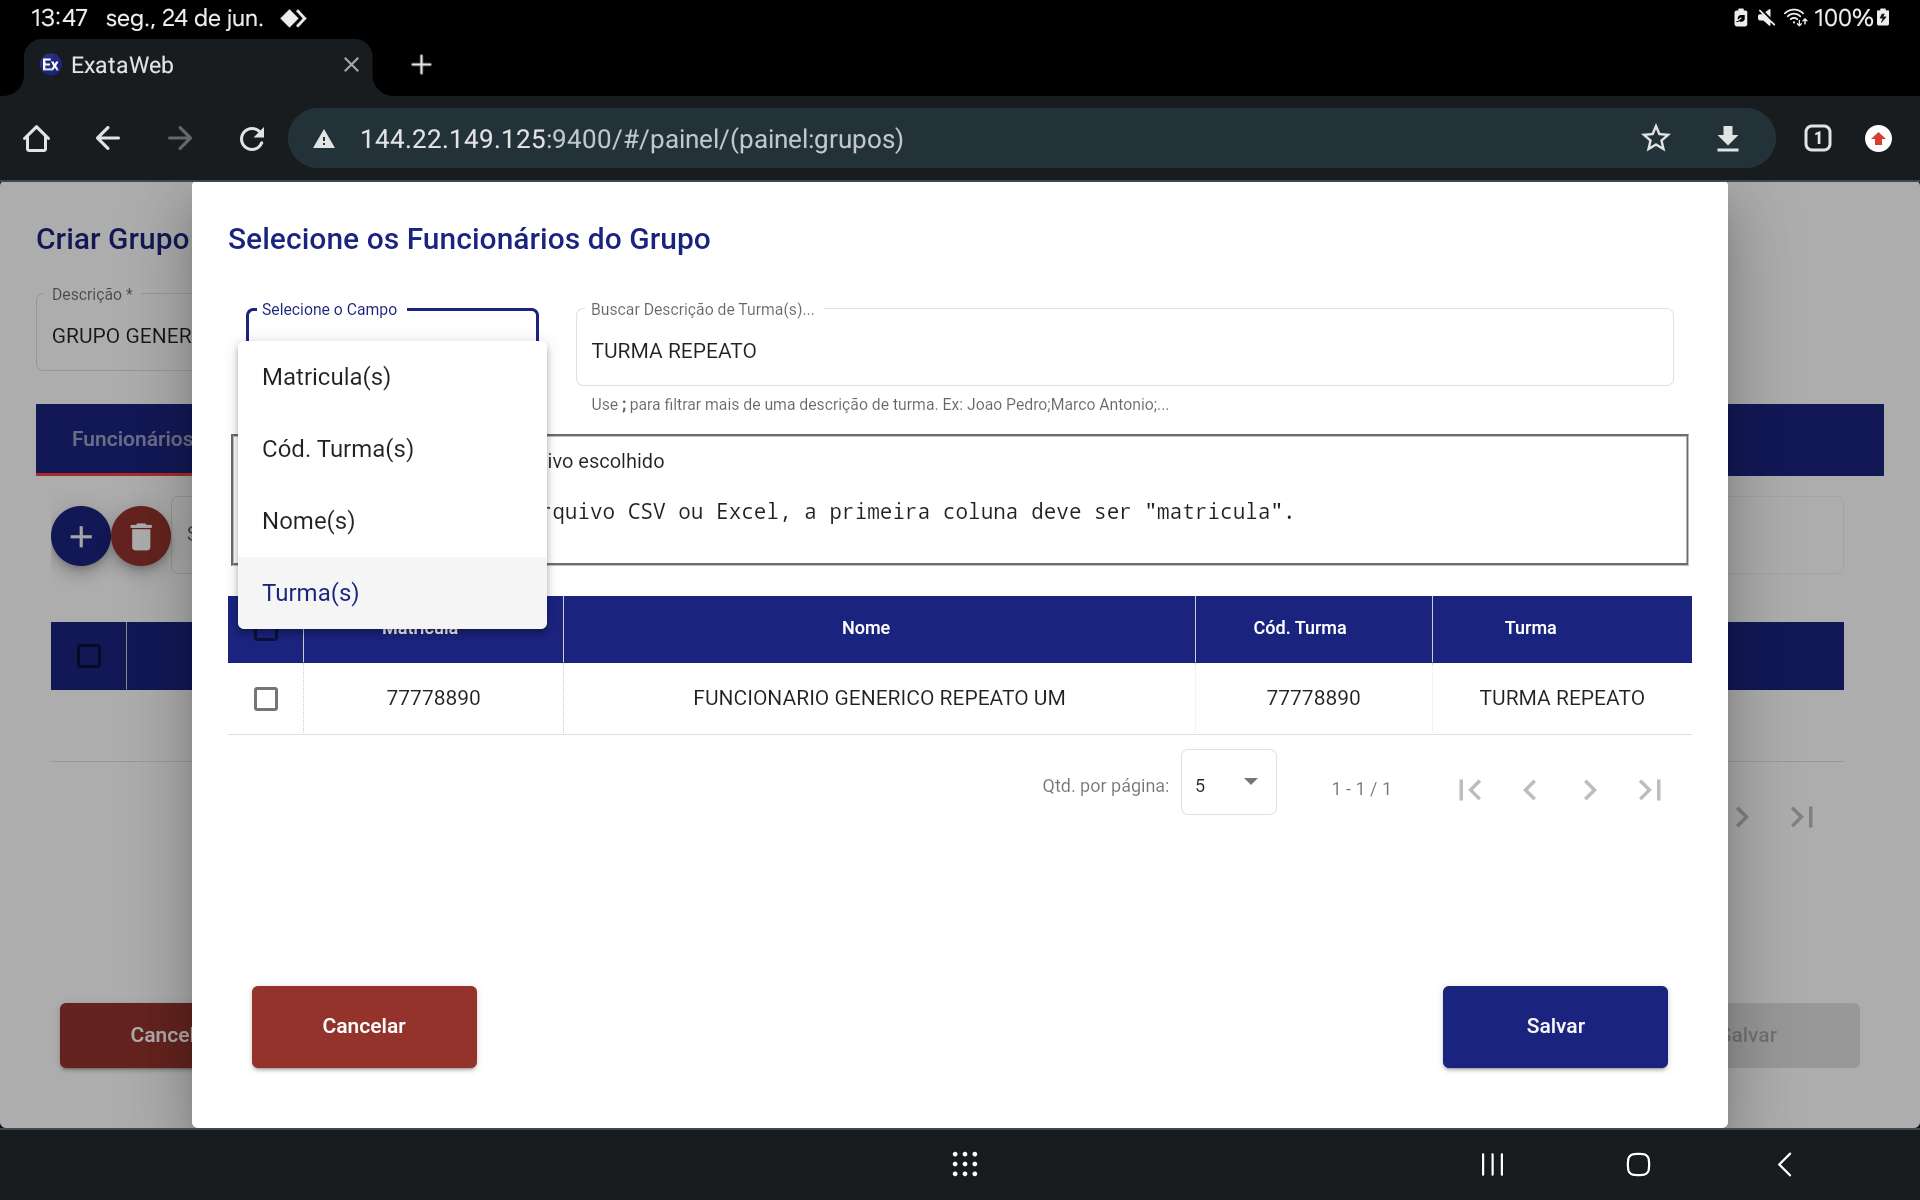 13:47 seg., 24 de jun. 100%
Ex ExataWeb
144.22.149.125:9400/#/painel/(painel:grupos) 1
Criar Grupo
Selecione os Funcionários do Grupo
Descrição *
GRUPO GENER
Selecione o Campo
Buscar Descrição de Turma(s)...
TURMA REPEATO
Use ; para filtrar mais de uma descrição de turma. Ex: Joao Pedro;Marco Antonio;...
Matricula(s)
Cód. Turma(s)
Nome(s)
Turma(s)
Funcionários
ivo escolhido
rquivo CSV ou Excel, a primeira coluna deve ser "matricula".
Matricula Nome Cód. Turma Turma
77778890 FUNCIONARIO GENERICO REPEATO UM 77778890 TURMA REPEATO
Qtd. por página: 5 1 - 1 / 1
Cancelar Salvar
Cancel alvar